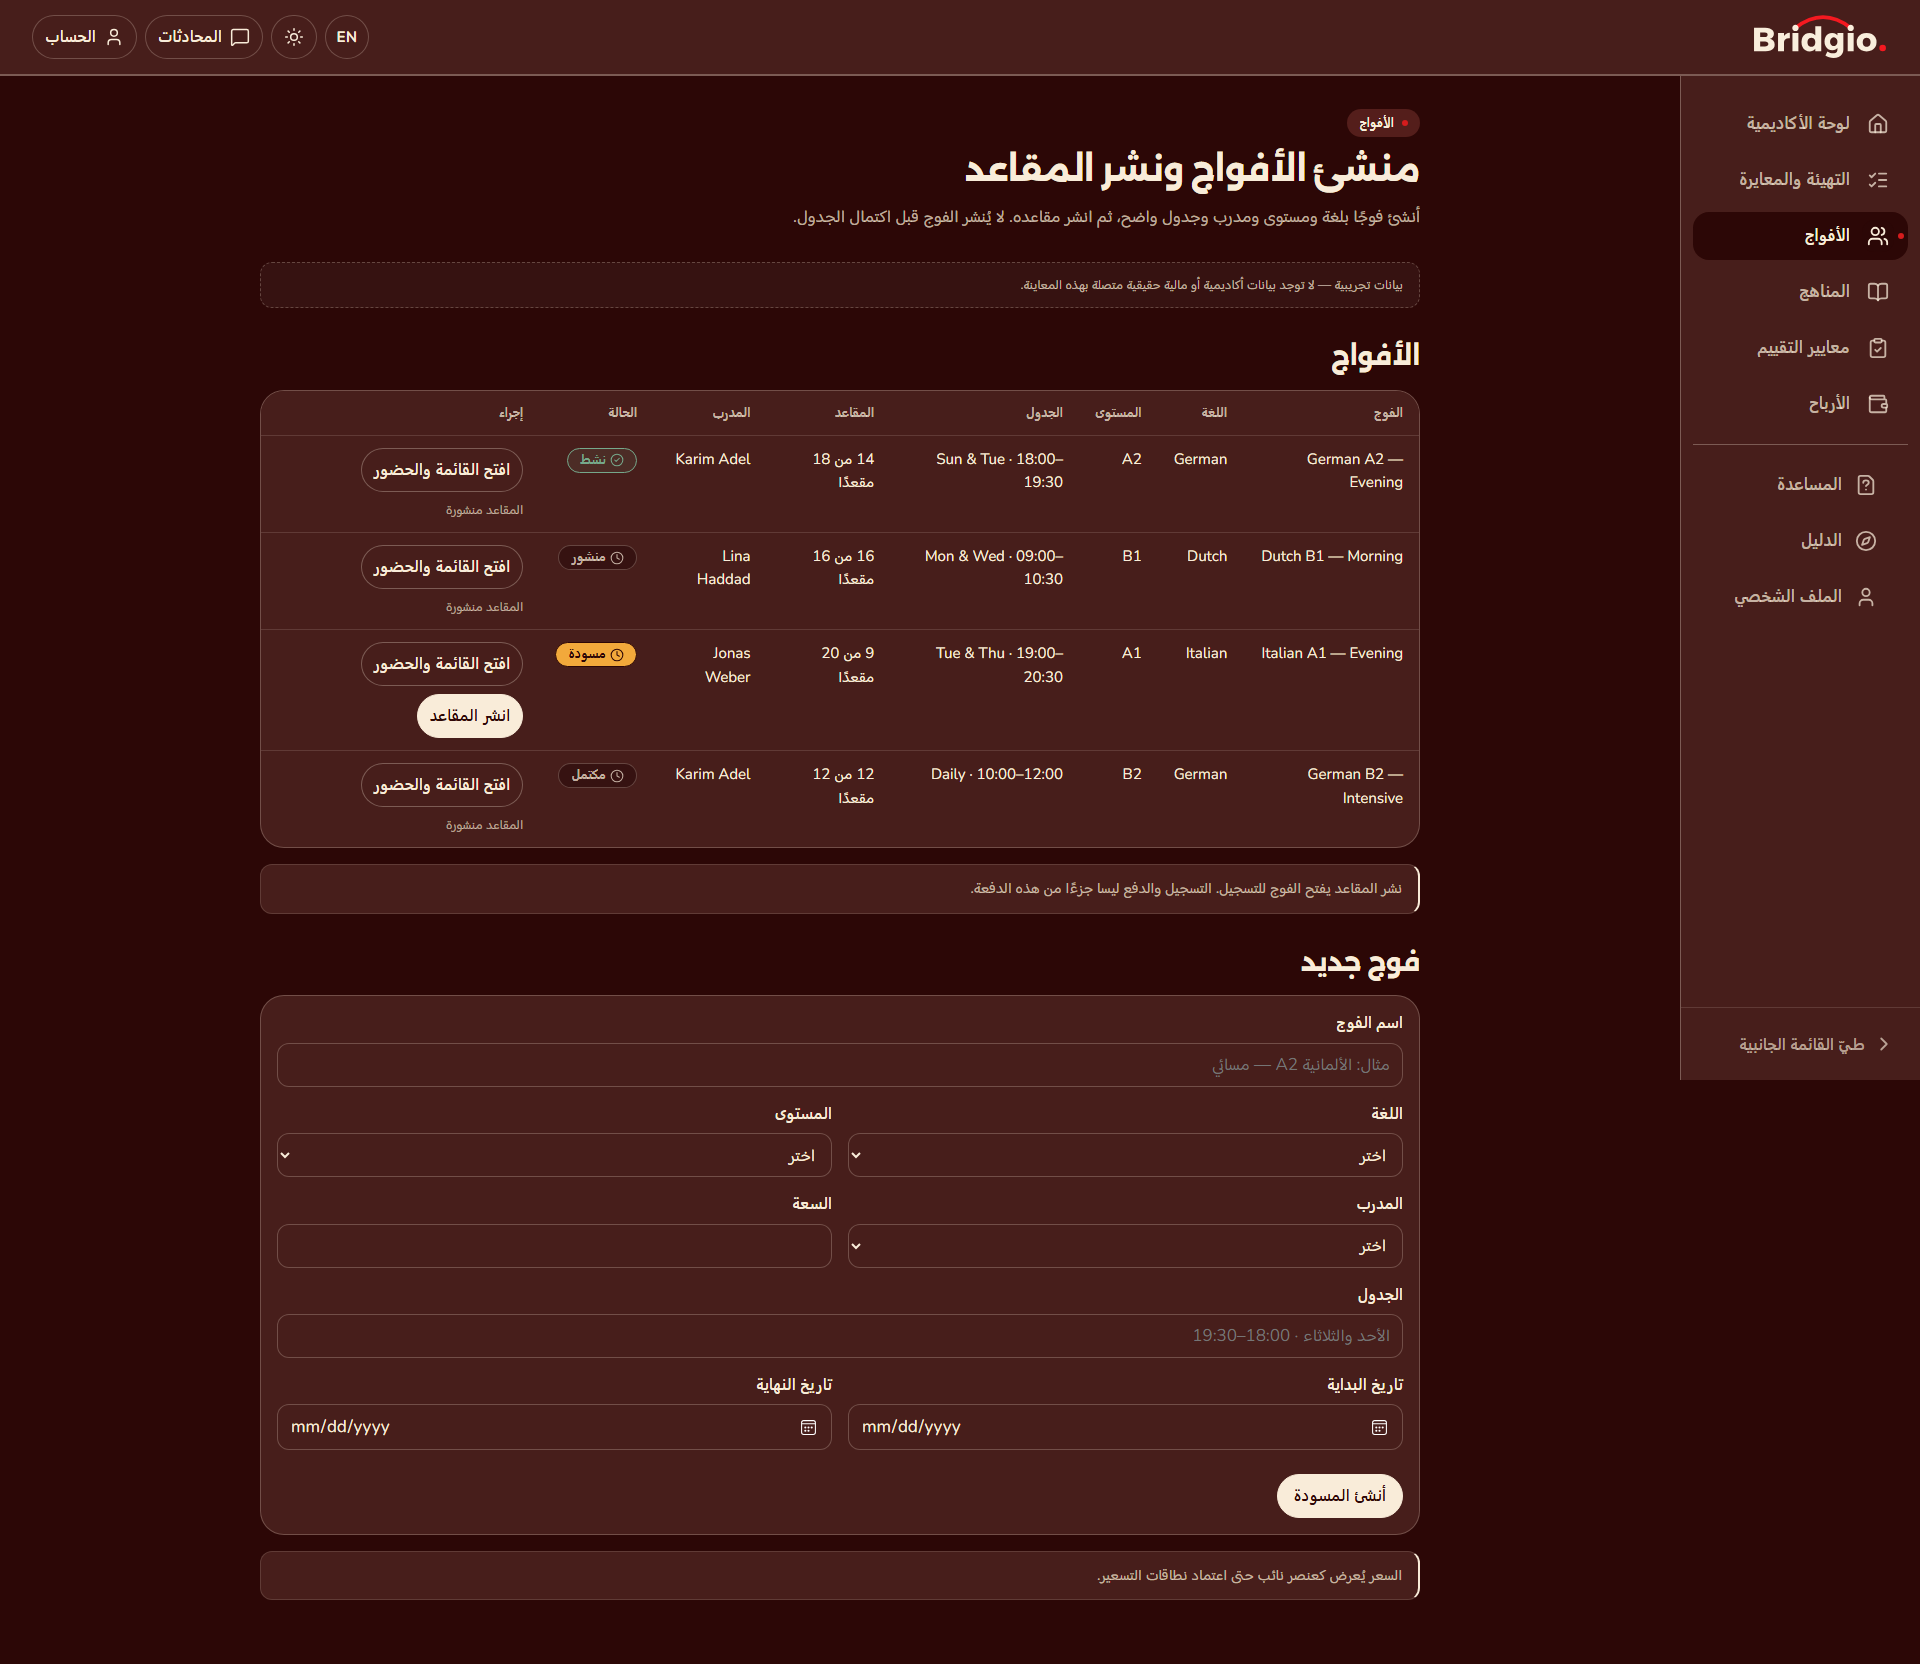 Bridgio.
الحساب
المحادثات
EN
لوحة الأكاديمية
التهيئة والمعايرة
الأفواج
المناهج
معايير التقييم
الأرباح
المساعدة
الدليل
الملف الشخصي
طيّ القائمة الجانبية
الأفواج
منشئ الأفواج ونشر المقاعد
أنشئ فوجًا بلغة ومستوى ومدرب وجدول واضح، ثم انشر مقاعده. لا يُنشر الفوج قبل اكتمال الجدول.
بيانات تجريبية — لا توجد بيانات أكاديمية أو مالية حقيقية متصلة بهذه المعاينة.
الأفواج
الفوج اللغة المستوى الجدول المقاعد المدرب الحالة إجراء
German A2 —
Evening
German
A2
Sun & Tue · 18:00–
19:30
14 من 18
مقعدًا
Karim Adel
نشط
افتح القائمة والحضور
المقاعد منشورة
Dutch B1 — Morning
Dutch
B1
Mon & Wed · 09:00–
10:30
16 من 16
مقعدًا
Lina
Haddad
منشور
افتح القائمة والحضور
المقاعد منشورة
Italian A1 — Evening
Italian
A1
Tue & Thu · 19:00–
20:30
9 من 20
مقعدًا
Jonas
Weber
مسودة
افتح القائمة والحضور
انشر المقاعد
German B2 —
Intensive
German
B2
Daily · 10:00–12:00
12 من 12
مقعدًا
Karim Adel
مكتمل
افتح القائمة والحضور
المقاعد منشورة
نشر المقاعد يفتح الفوج للتسجيل. التسجيل والدفع ليسا جزءًا من هذه الدفعة.
فوج جديد
اسم الفوج
مثال: الألمانية A2 — مسائي
اللغة
اختر
المستوى
اختر
المدرب
اختر
السعة
الجدول
الأحد والثلاثاء · 18:00–19:30
تاريخ البداية
mm/dd/yyyy
تاريخ النهاية
mm/dd/yyyy
أنشئ المسودة
السعر يُعرض كعنصر نائب حتى اعتماد نطاقات التسعير.